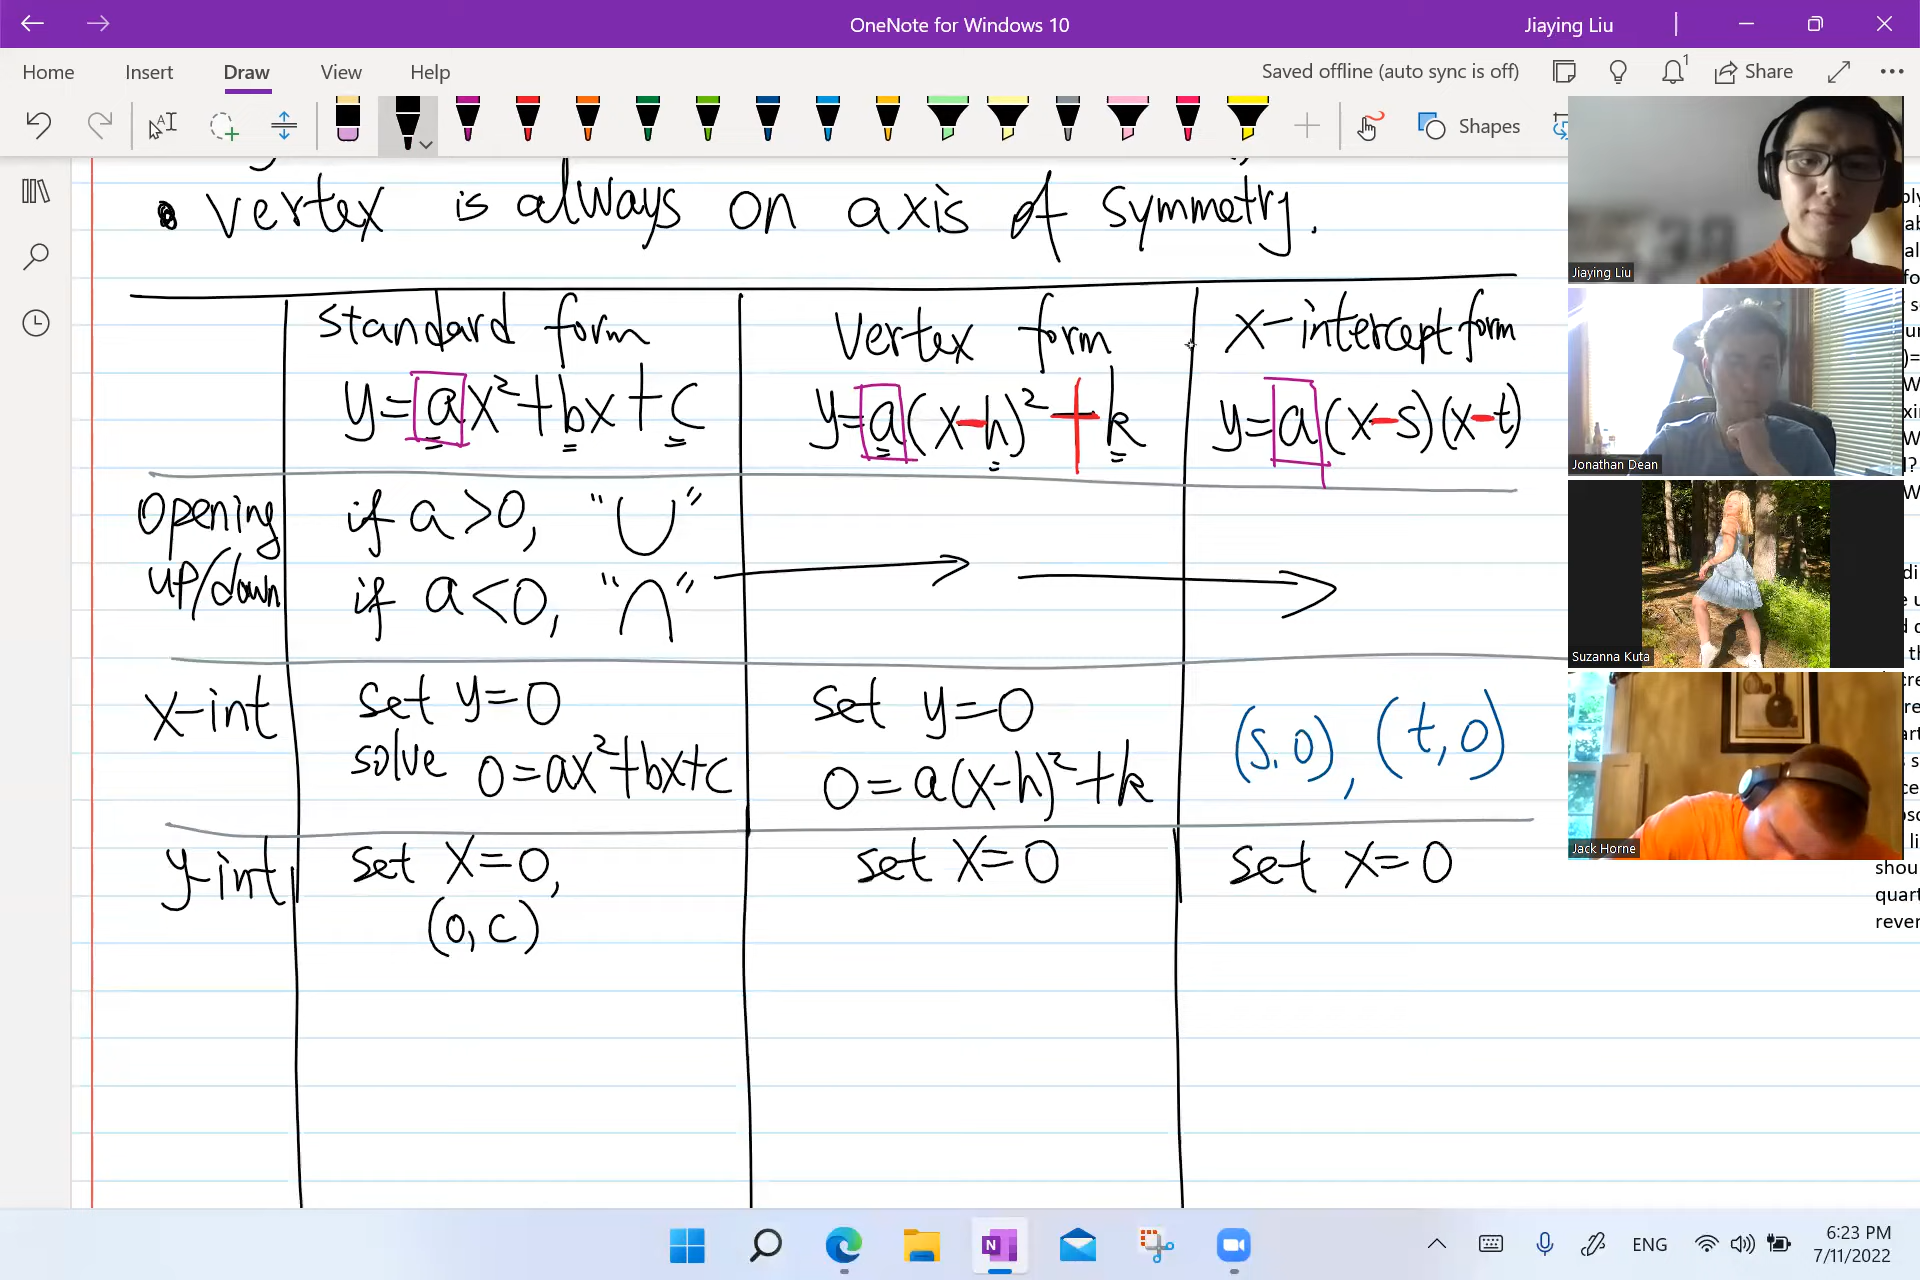 OneNote for Windows 10
Jiaying Liu
Home Insert Draw View Help
Saved offline (auto sync is off)
1
Share
Shapes
• vertex is always on axis of symmetry.
Standard form
Vertex form
x-intercept form
y=ax²+bx+c
y=a(x-h)²+k
y=a(x-s)(x-t)
Opening up/down
if a>0, "U"
if a<0, "∩"
x-int
set y=0
solve 0=ax²+bx+c
set y=0
0=a(x-h)²+k
(s,0), (t,0)
y-int
set x=0,
(0,c)
set x=0
set x=0
Jiaying Liu
Jonathan Dean
Suzanna Kuta
Jack Horne
shou
quart
rever
ENG
6:23 PM
7/11/2022